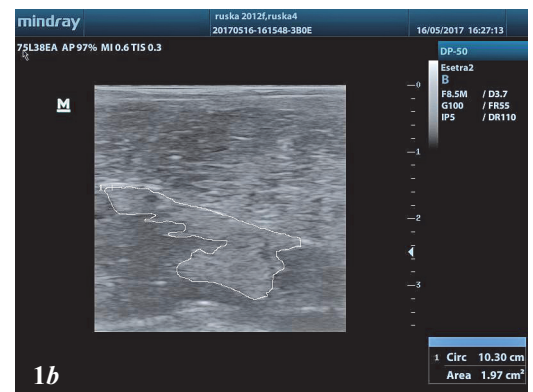 mindray
ruska 2012f,ruska4
20170516-161548-3B0E
16/05/2017 16:27:13
75L38EA AP 97% MI 0.6 TIS 0.3
DP-50
Esetra2
B
F8.5M / D3.7
G100 / FR55
IP5 / DR110
M
0
1
2
3
1 Circ 10.30 cm
Area 1.97 cm²
1b